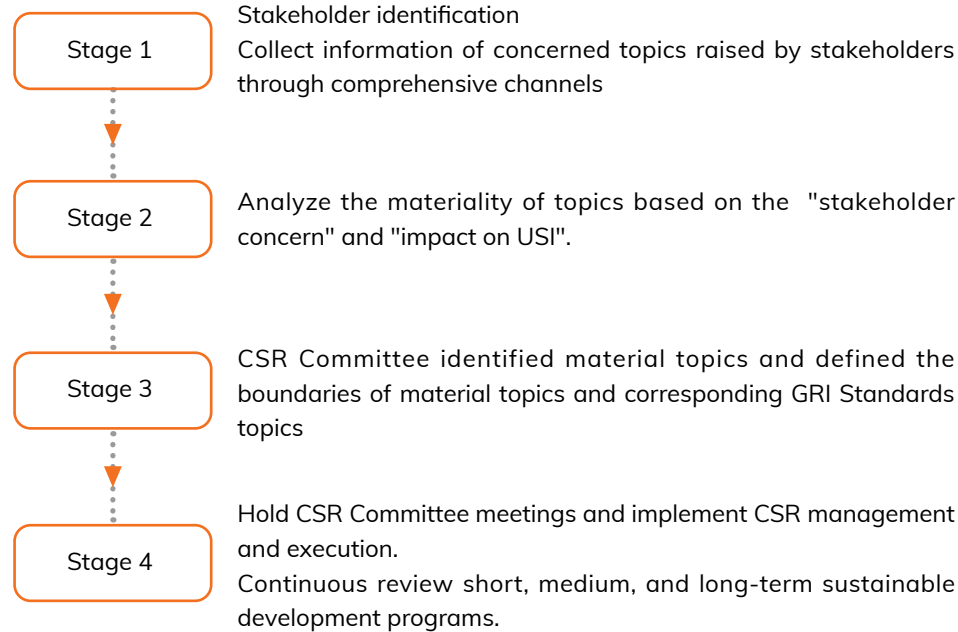 Stage 1
Stakeholder identification
Collect information of concerned topics raised by stakeholders
through comprehensive channels
Stage 2
Analyze the materiality of topics based on the "stakeholder
concern" and "impact on USI".
Stage 3
CSR Committee identified material topics and defined the
boundaries of material topics and corresponding GRI Standards
topics
Stage 4
Hold CSR Committee meetings and implement CSR management
and execution.
Continuous review short, medium, and long-term sustainable
development programs.